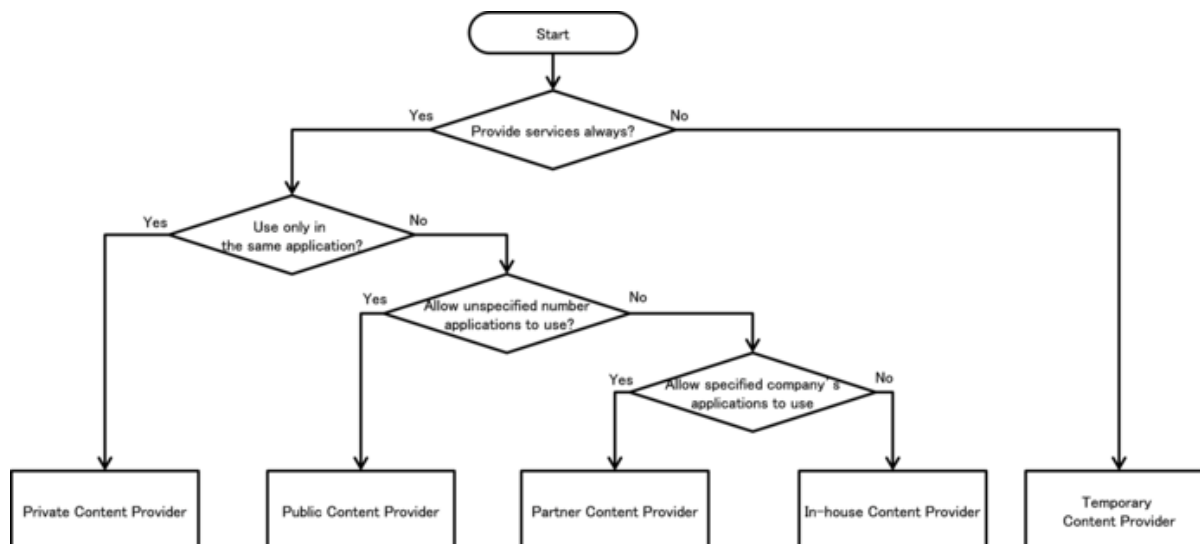 Start
Yes
No
Provide services always?
Yes
No
Use only in
the same application?
Yes
No
Allow unspecified number
applications to use?
Yes
No
Allow specified company's
applications to use
Private Content Provider
Public Content Provider
Partner Content Provider
In-house Content Provider
Temporary
Content Provider